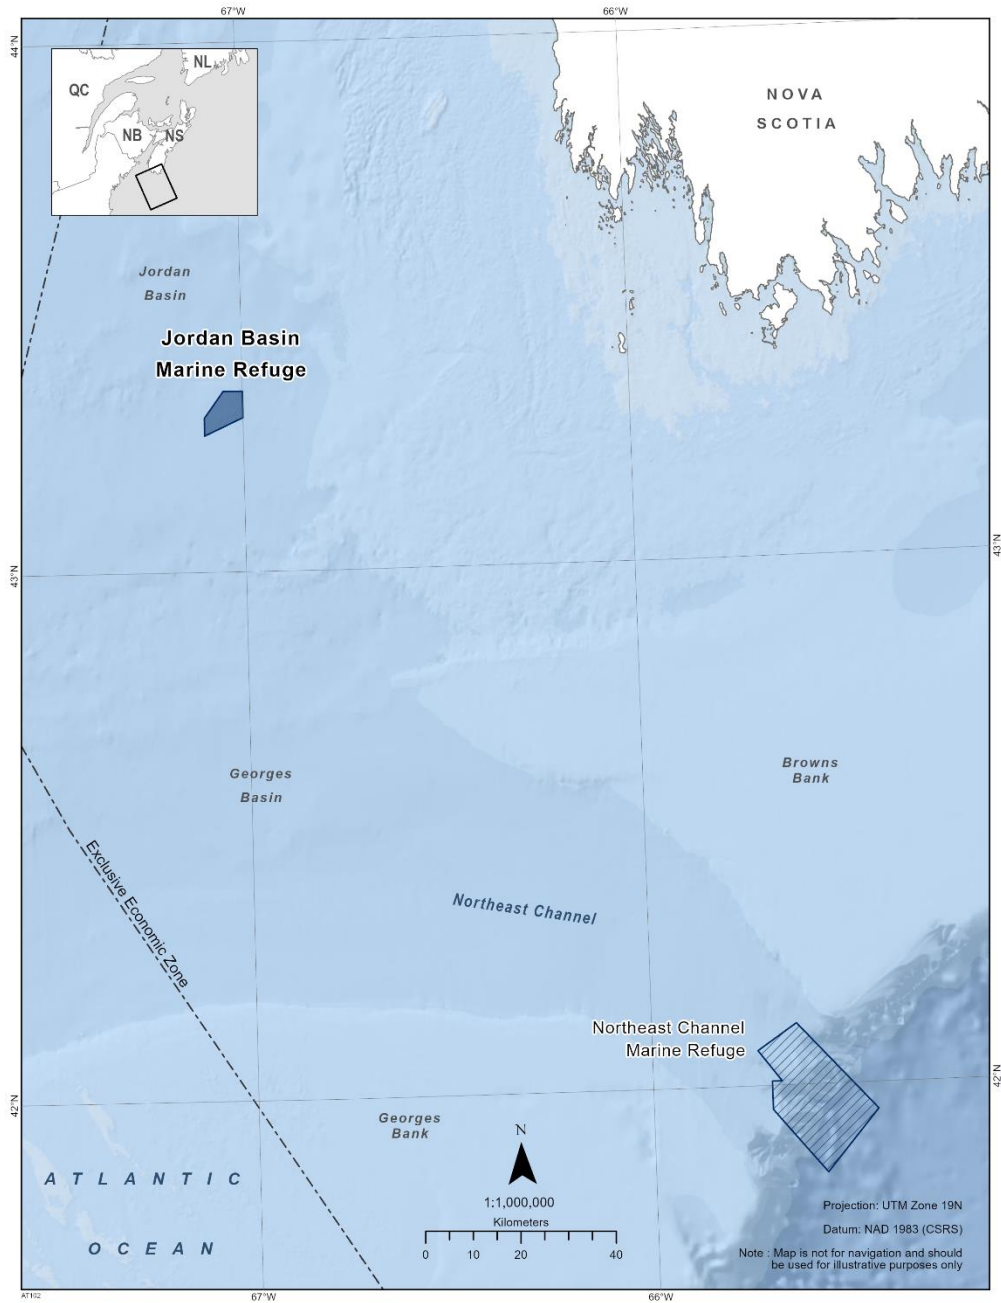 67°W
66°W
44°N
44°N
QC
NL
NB
NS
NOVA
SCOTIA
Jordan
Basin
Jordan Basin
Marine Refuge
43°N
43°N
Georges
Basin
Browns
Bank
Exclusive Economic Zone
Northeast Channel
Northeast Channel
Marine Refuge
42°N
42°N
Georges
Bank
ATLANTIC
OCEAN
N
1:1,000,000
Kilometers
0 10 20 40
Projection: UTM Zone 19N
Datum: NAD 1983 (CSRS)
Note : Map is not for navigation and should
be used for illustrative purposes only
AT102
67°W
66°W